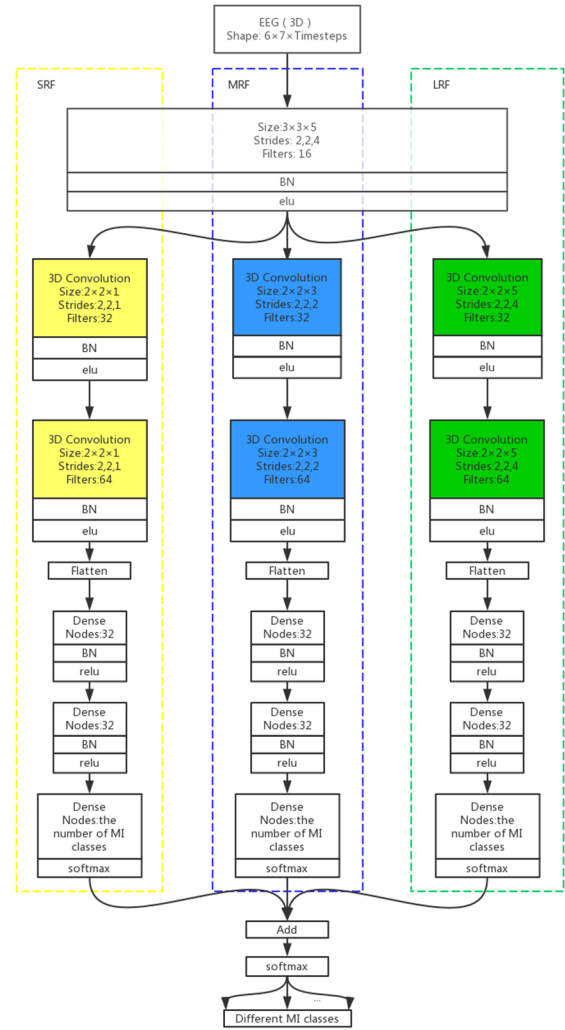 EEG ( 3D )
Shape: 6×7×Timesteps
SRF
MRF
LRF
Size:3×3×5
Strides: 2,2,4
Filters: 16
BN
elu
3D Convolution
Size:2×2×1
Strides:2,2,1
Filters:32
BN
elu
3D Convolution
Size:2×2×3
Strides:2,2,2
Filters:32
BN
elu
3D Convolution
Size:2×2×5
Strides:2,2,4
Filters:32
BN
elu
3D Convolution
Size:2×2×1
Strides:2,2,1
Filters:64
BN
elu
3D Convolution
Size:2×2×3
Strides:2,2,2
Filters:64
BN
elu
3D Convolution
Size:2×2×5
Strides:2,2,4
Filters:64
BN
elu
Flatten
Flatten
Flatten
Dense
Nodes:32
BN
relu
Dense
Nodes:32
BN
relu
Dense
Nodes:32
BN
relu
Dense
Nodes:32
BN
relu
Dense
Nodes:32
BN
relu
Dense
Nodes:32
BN
relu
Dense
Nodes:the
number of MI
classes
softmax
Dense
Nodes:the
number of MI
classes
softmax
Dense
Nodes:the
number of MI
classes
softmax
Add
softmax
...
Different MI classes